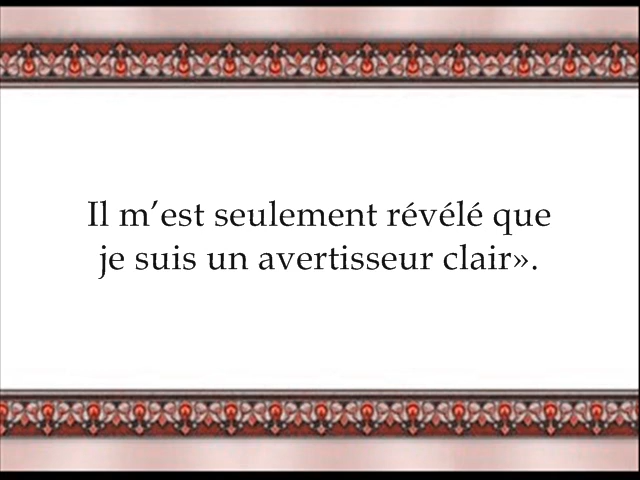 Il m’est seulement révélé que
je suis un avertisseur clair».